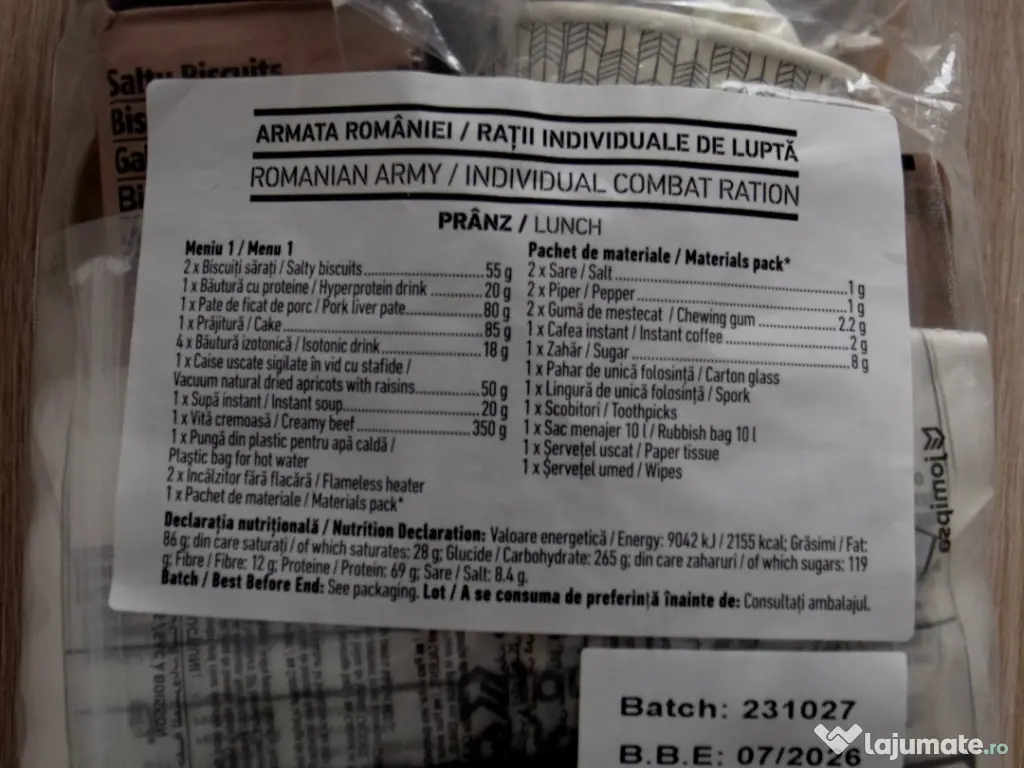 Salty Biscuits
Bis
Ga
Bi
ARMATA ROMÂNIEI / RAȚII INDIVIDUALE DE LUPTĂ
ROMANIAN ARMY / INDIVIDUAL COMBAT RATION
PRÂNZ / LUNCH
Meniu 1 / Menu 1
2 x Biscuiți sărați / Salty biscuits..........55 g
1 x Băutură cu proteine / Hyperprotein drink..........20 g
1 x Pate de ficat de porc / Pork liver pate..........80 g
1 x Prăjitură / Cake..........85 g
4 x Băutură izotonică / Isotonic drink..........18 g
1 x Caise uscate sigilate în vid cu stafide /
Vacuum natural dried apricots with raisins..........50 g
1 x Supă instant / Instant soup..........20 g
1 x Vită cremoasă / Creamy beef..........350 g
1 x Pungă din plastic pentru apă caldă /
Plastic bag for hot water
2 x Încălzitor fără flacără / Flameless heater
1 x Pachet de materiale / Materials pack*
Pachet de materiale / Materials pack*
2 x Sare / Salt..........1 g
2 x Piper / Pepper..........1 g
2 x Gumă de mestecat / Chewing gum..........2.2 g
1 x Cafea instant / Instant coffee..........2 g
1 x Zahăr / Sugar..........8 g
1 x Pahar de unică folosință / Carton glass
1 x Lingură de unică folosință / Spork
1 x Scobitori / Toothpicks
1 x Sac menajer 10 l / Rubbish bag 10 l
1 x Șervețel uscat / Paper tissue
1 x Șervețel umed / Wipes
Declarația nutrițională / Nutrition Declaration: Valoare energetică / Energy: 9042 kJ / 2155 kcal; Grăsimi / Fat:
86 g; din care saturați / of which saturates: 28 g; Glucide / Carbohydrate: 265 g; din care zaharuri / of which sugars: 119
g; Fibre / Fibre: 12 g; Proteine / Protein: 69 g; Sare / Salt: 8.4 g.
Batch / Best Before End: See packaging. Lot / A se consuma de preferință înainte de: Consultați ambalajul.
Jomipsa
Batch: 231027
B.B.E: 07/2026
lajumate.ro